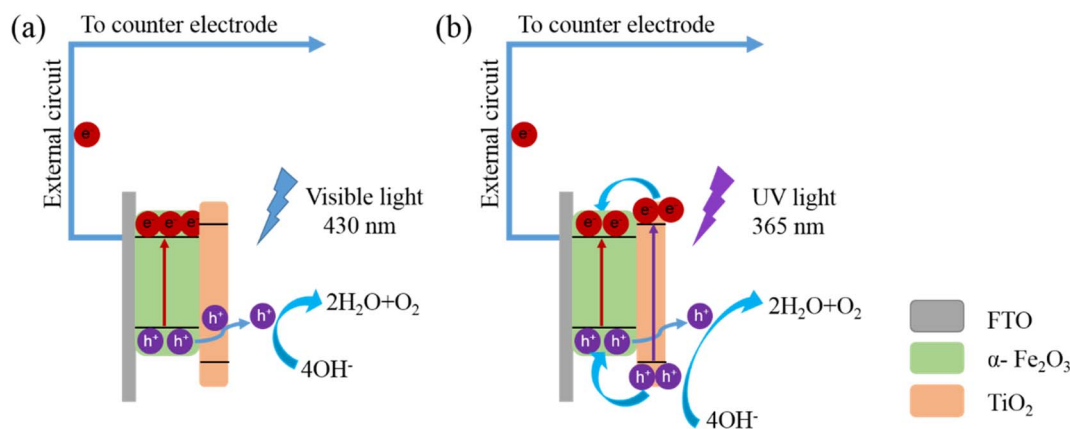 (a)
To counter electrode
External circuit
e⁻
Visible light
430 nm
e⁻ e⁻ e⁻
h⁺
h⁺
h⁺ h⁺
2H₂O+O₂
4OH⁻
(b)
To counter electrode
External circuit
e⁻
UV light
365 nm
e⁻ e⁻
e⁻ e⁻
h⁺
h⁺ h⁺
h⁺ h⁺
2H₂O+O₂
4OH⁻
FTO
α- Fe₂O₃
TiO₂